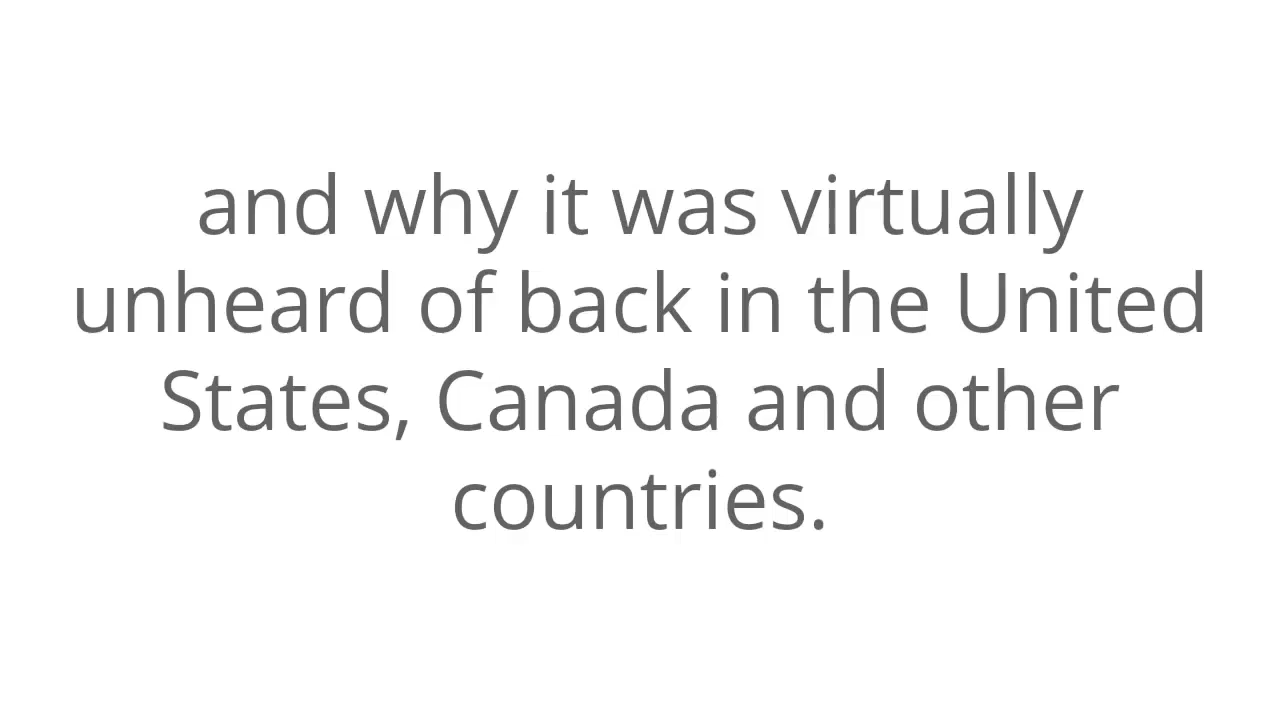 and why it was virtually
unheard of back in the United
States, Canada and other
countries.